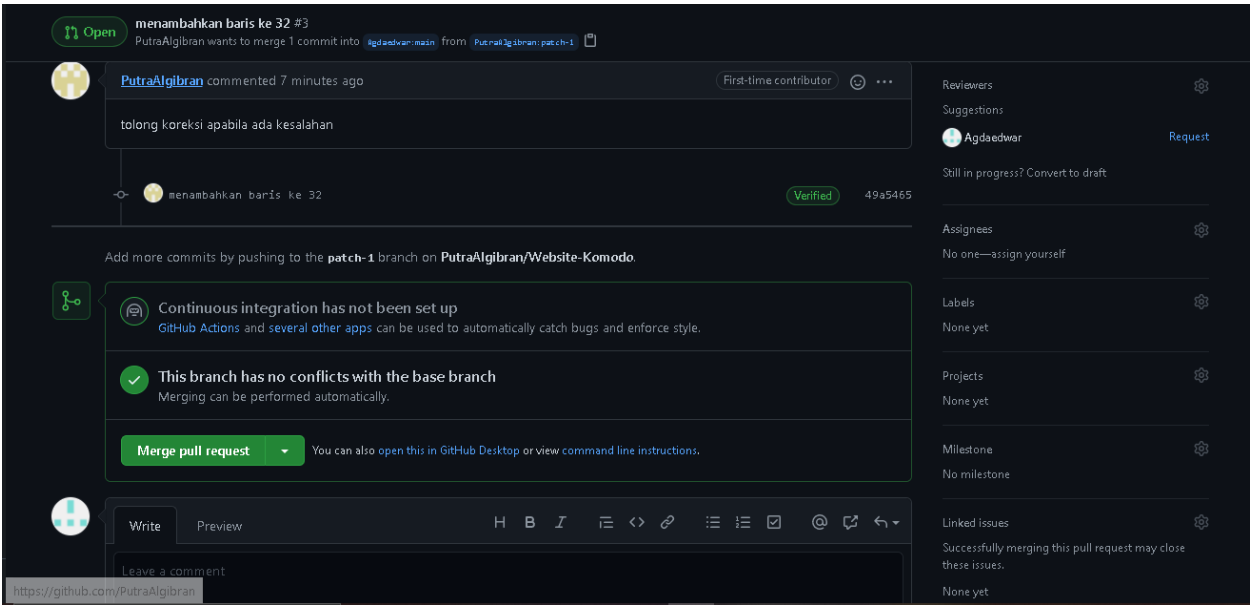 Open
menambahkan baris ke 32 #3
PutraAlgibran wants to merge 1 commit into Agdaedwar:main from PutraAlgibran:patch-1
PutraAlgibran commented 7 minutes ago
First-time contributor
tolong koreksi apabila ada kesalahan
menambahkan baris ke 32
Verified
49a5465
Add more commits by pushing to the patch-1 branch on PutraAlgibran/Website-Komodo.
Continuous integration has not been set up
GitHub Actions and several other apps can be used to automatically catch bugs and enforce style.
This branch has no conflicts with the base branch
Merging can be performed automatically.
Merge pull request
You can also open this in GitHub Desktop or view command line instructions.
Write
Preview
H B I
Leave a comment
https://github.com/PutraAlgibran
Reviewers
Suggestions
Agdaedwar
Request
Still in progress? Convert to draft
Assignees
No one—assign yourself
Labels
None yet
Projects
None yet
Milestone
No milestone
Linked issues
Successfully merging this pull request may close
these issues.
None yet